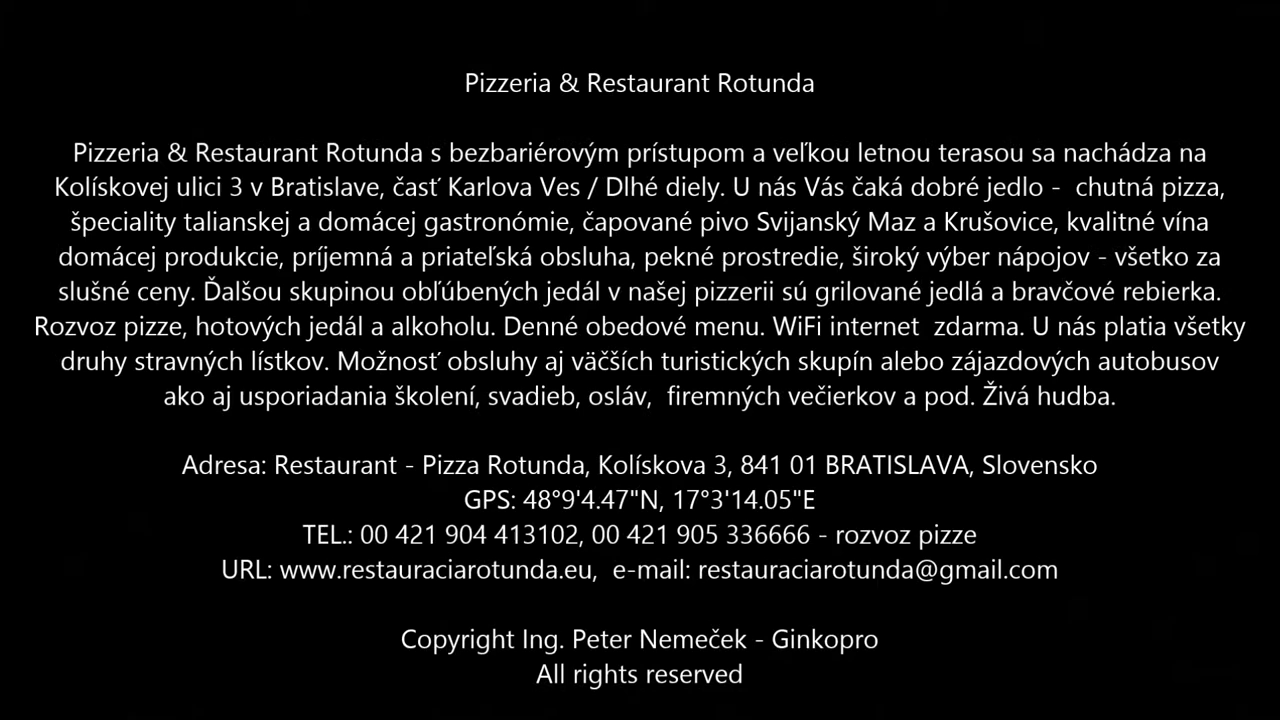 Pizzeria & Restaurant Rotunda
Pizzeria & Restaurant Rotunda s bezbariérovým prístupom a veľkou letnou terasou sa nachádza na
Kolískovej ulici 3 v Bratislave, časť Karlova Ves / Dlhé diely. U nás Vás čaká dobré jedlo -  chutná pizza,
špeciality talianskej a domácej gastronómie, čapované pivo Svijanský Maz a Krušovice, kvalitné vína
domácej produkcie, príjemná a priateľská obsluha, pekné prostredie, široký výber nápojov - všetko za
slušné ceny. Ďalšou skupinou obľúbených jedál v našej pizzerii sú grilované jedlá a bravčové rebierka.
Rozvoz pizze, hotových jedál a alkoholu. Denné obedové menu. WiFi internet  zdarma. U nás platia všetky
druhy stravných lístkov. Možnosť obsluhy aj väčších turistických skupín alebo zájazdových autobusov
ako aj usporiadania školení, svadieb, osláv,  firemných večierkov a pod. Živá hudba.
Adresa: Restaurant - Pizza Rotunda, Kolískova 3, 841 01 BRATISLAVA, Slovensko
GPS: 48°9'4.47"N, 17°3'14.05"E
TEL.: 00 421 904 413102, 00 421 905 336666 - rozvoz pizze
URL: www.restauraciarotunda.eu,  e-mail: restauraciarotunda@gmail.com
Copyright Ing. Peter Nemeček - Ginkopro
All rights reserved